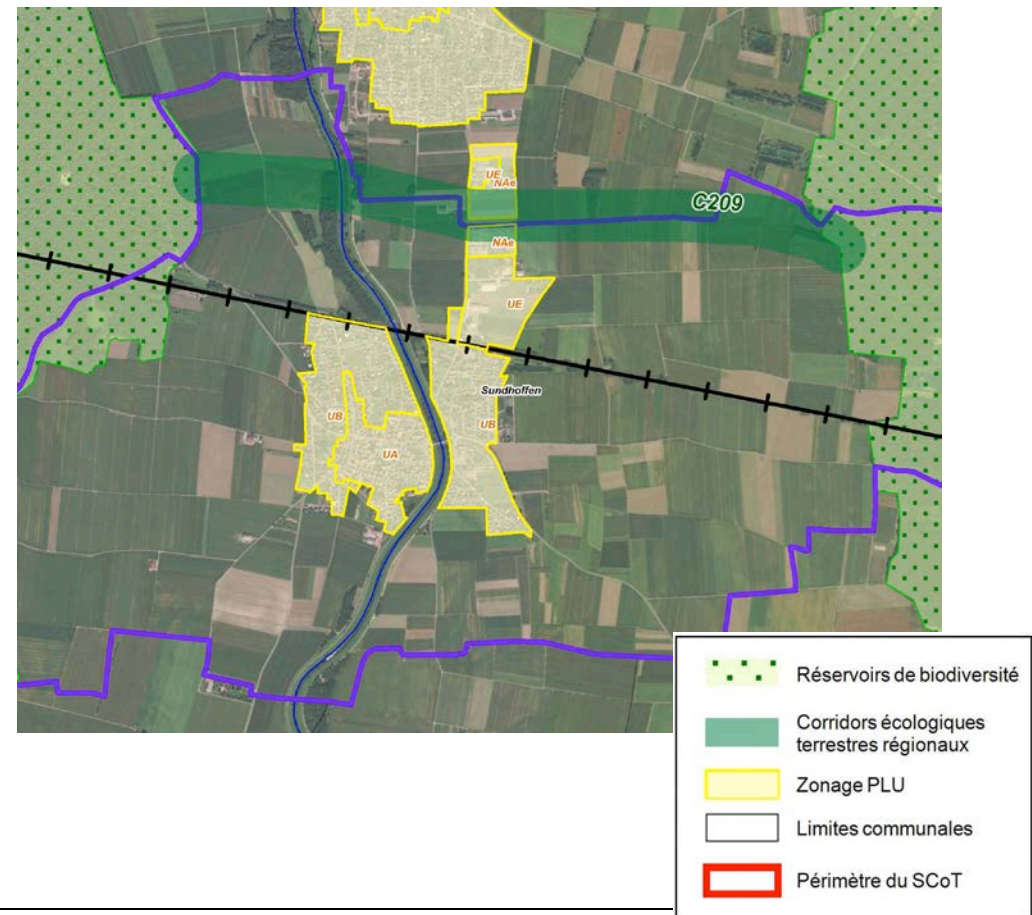 UE
NAe
C209
NAe
UE
Sundhoffen
UB
UB
UA
Réservoirs de biodiversité
Corridors écologiques
terrestres régionaux
Zonage PLU
Limites communales
Périmètre du SCoT